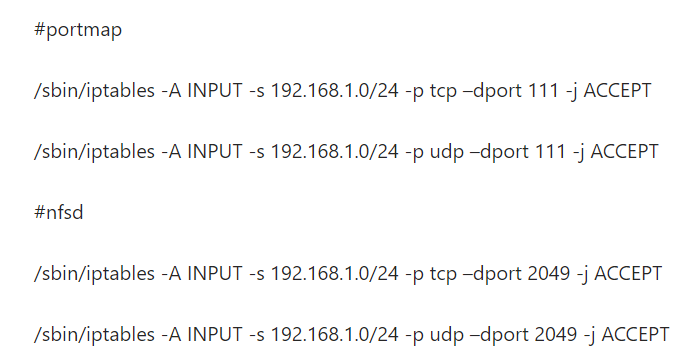 #portmap
/sbin/iptables -A INPUT -s 192.168.1.0/24 -p tcp –dport 111 -j ACCEPT
/sbin/iptables -A INPUT -s 192.168.1.0/24 -p udp –dport 111 -j ACCEPT
#nfsd
/sbin/iptables -A INPUT -s 192.168.1.0/24 -p tcp –dport 2049 -j ACCEPT
/sbin/iptables -A INPUT -s 192.168.1.0/24 -p udp –dport 2049 -j ACCEPT